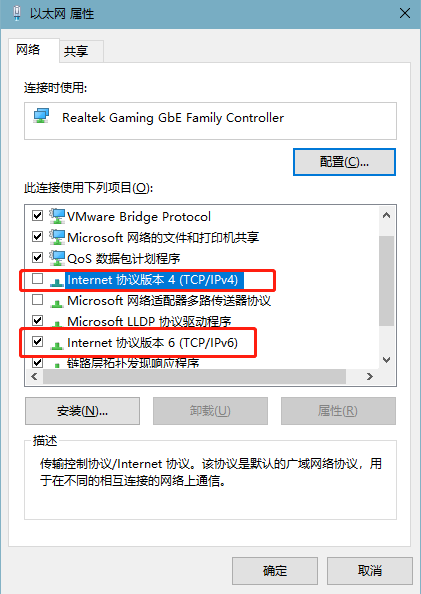 以太网 属性
网络
共享
连接时使用:
Realtek Gaming GbE Family Controller
配置(C)...
此连接使用下列项目(O):
VMware Bridge Protocol
Microsoft 网络的文件和打印机共享
QoS 数据包计划程序
Internet 协议版本 4 (TCP/IPv4)
Microsoft 网络适配器多路传送器协议
Microsoft LLDP 协议驱动程序
Internet 协议版本 6 (TCP/IPv6)
链路层拓扑发现响应程序
安装(N)...
卸载(U)
属性(R)
描述
传输控制协议/Internet 协议。该协议是默认的广域网络协议，用
于在不同的相互连接的网络上通信。
确定
取消